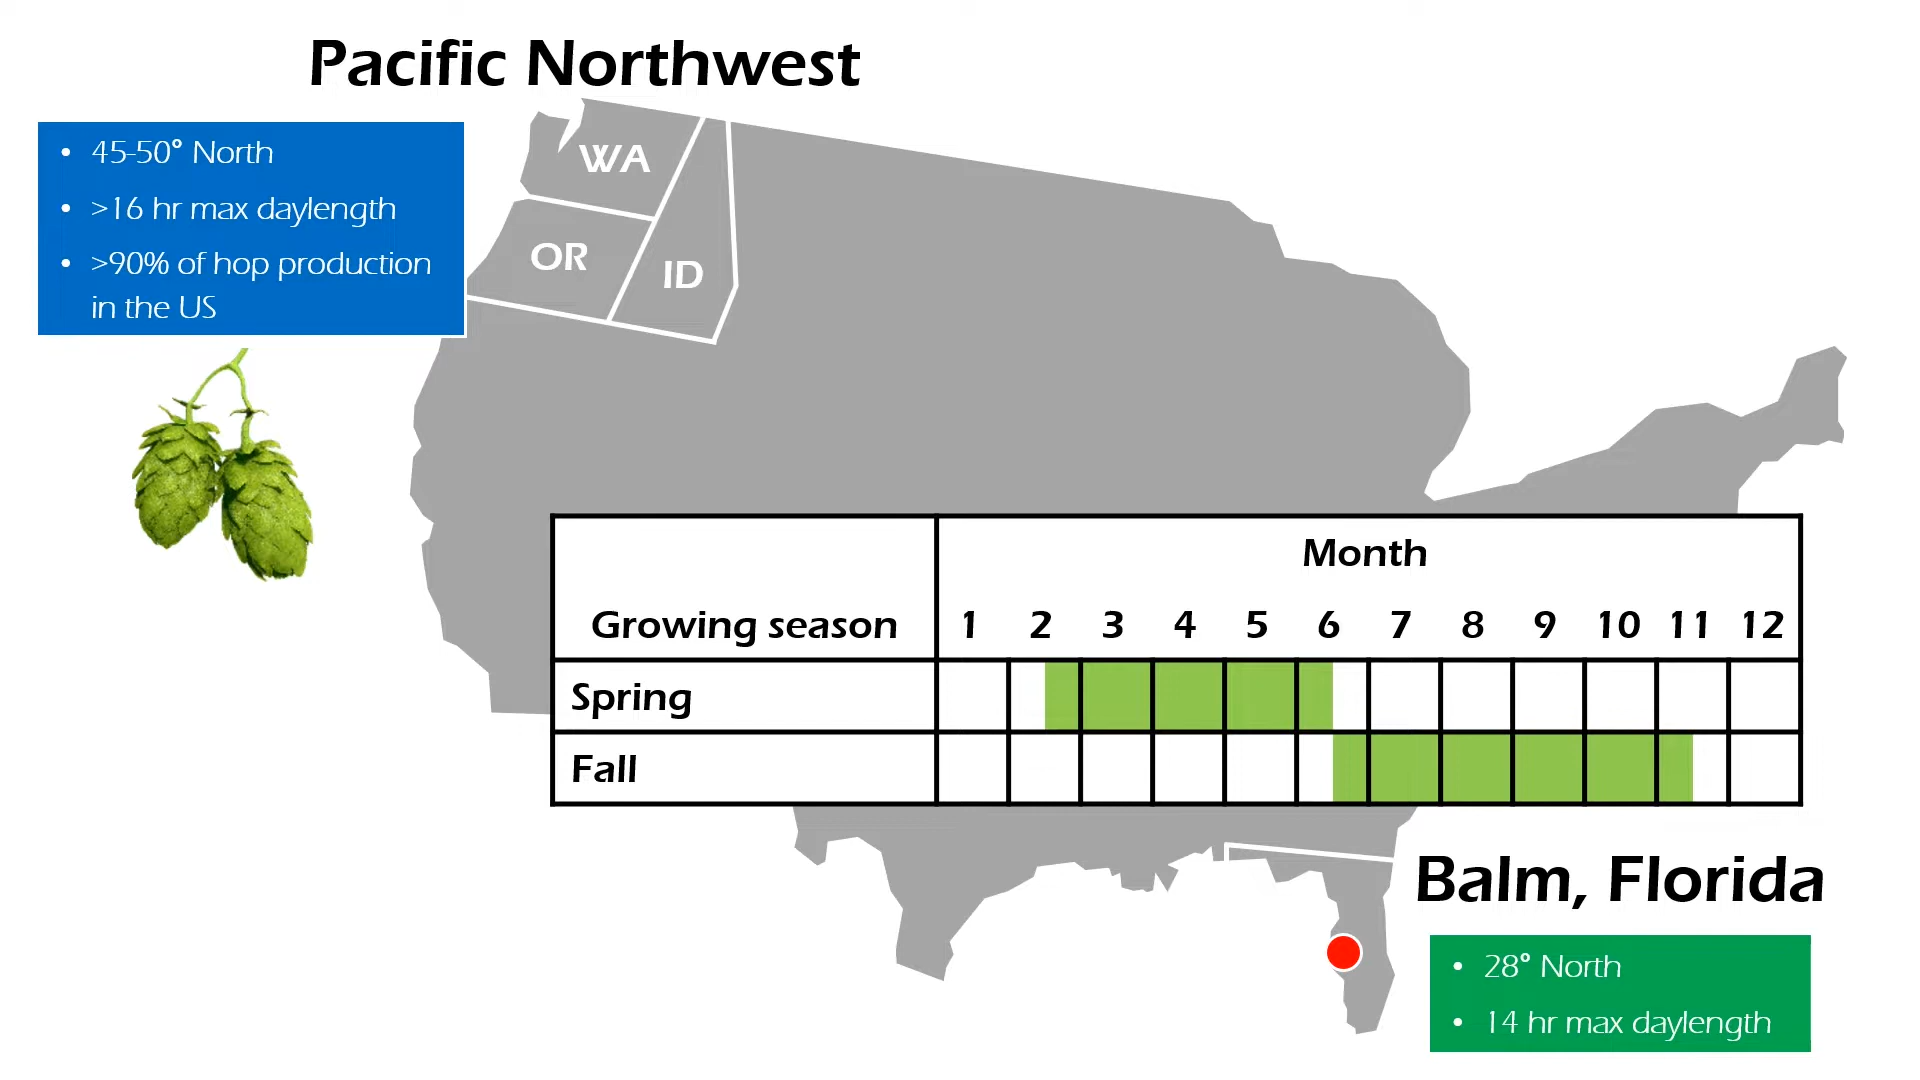 Pacific Northwest
• 45-50° North
• >16 hr max daylength
• >90% of hop production
in the US
WA
OR
ID
Month
Growing season 1 2 3 4 5 6 7 8 9 10 11 12
Spring
Fall
Balm, Florida
• 28° North
• 14 hr max daylength